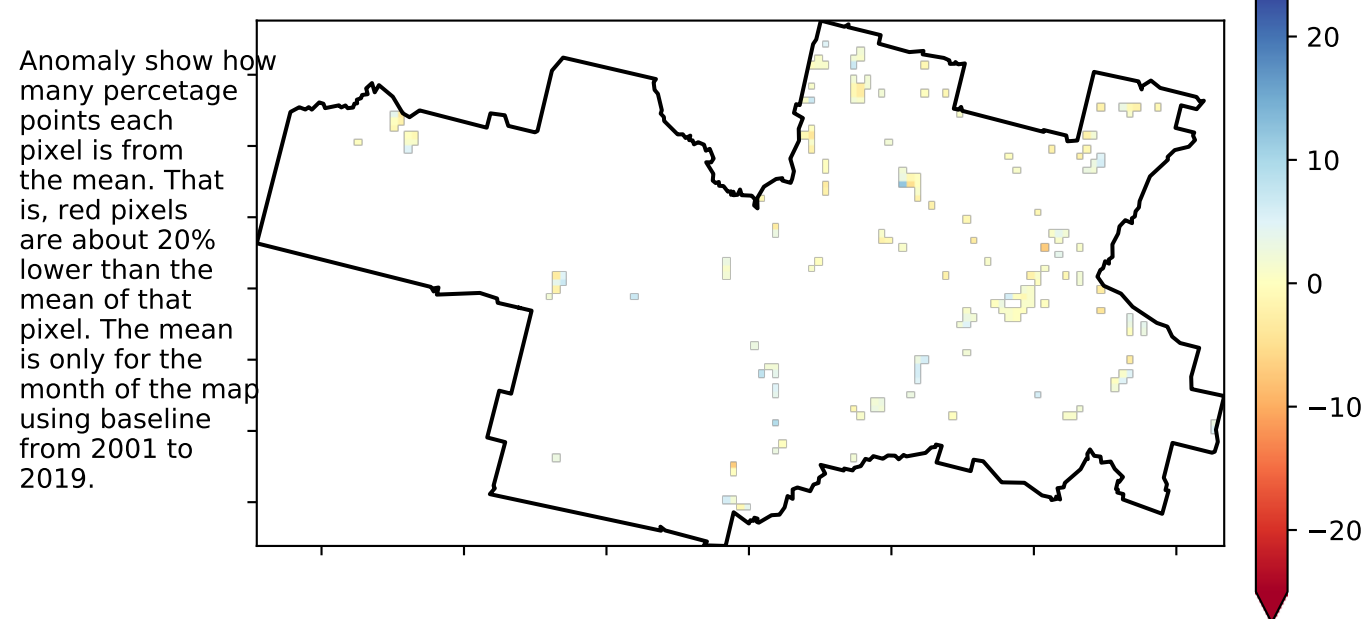 Anomaly show how
many percetage
points each
pixel is from
the mean. That
is, red pixels
are about 20%
lower than the
mean of that
pixel. The mean
is only for the
month of the map
using baseline
from 2001 to
2019.
20
10
0
−10
−20